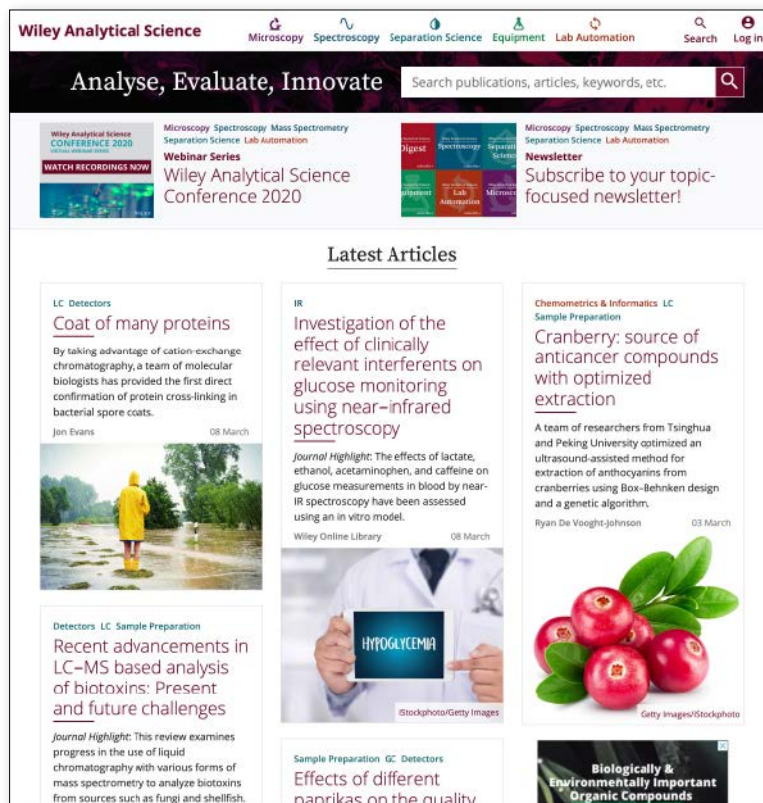 Wiley Analytical Science
Microscopy
Spectroscopy
Separation Science
Equipment
Lab Automation
Search
Log in
Analyse, Evaluate, Innovate
Search publications, articles, keywords, etc.
Wiley Analytical Science
CONFERENCE 2020
VIRTUAL WEBINAR SERIES
WATCH RECORDINGS NOW
WILEY
Microscopy Spectroscopy Mass Spectrometry
Separation Science Lab Automation
Webinar Series
Wiley Analytical Science
Conference 2020
Digest
Spectroscopy
Separati
Science
Equipment
Lab
Automation
Microsco
Microscopy Spectroscopy Mass Spectrometry
Separation Science Lab Automation
Newsletter
Subscribe to your topic-
focused newsletter!
Latest Articles
LC Detectors
Coat of many proteins
By taking advantage of cation-exchange
chromatography, a team of molecular
biologists has provided the first direct
confirmation of protein cross-linking in
bacterial spore coats.
Jon Evans
08 March
Detectors LC Sample Preparation
Recent advancements in
LC–MS based analysis
of biotoxins: Present
and future challenges
Journal Highlight: This review examines
progress in the use of liquid
chromatography with various forms of
mass spectrometry to analyze biotoxins
from sources such as fungi and shellfish.
IR
Investigation of the
effect of clinically
relevant interferents on
glucose monitoring
using near–infrared
spectroscopy
Journal Highlight: The effects of lactate,
ethanol, acetaminophen, and caffeine on
glucose measurements in blood by near-
IR spectroscopy have been assessed
using an in vitro model.
Wiley Online Library
08 March
HYPOGLYCEMIA
iStockphoto/Getty Images
Sample Preparation GC Detectors
Effects of different
paprikas on the quality
Chemometrics & Informatics LC
Sample Preparation
Cranberry: source of
anticancer compounds
with optimized
extraction
A team of researchers from Tsinghua
and Peking University optimized an
ultrasound-assisted method for
extraction of anthocyanins from
cranberries using Box–Behnken design
and a genetic algorithm.
Ryan De Vooght-Johnson
03 March
Getty Images/iStockphoto
Biologically &
Environmentally Important
Organic Compounds